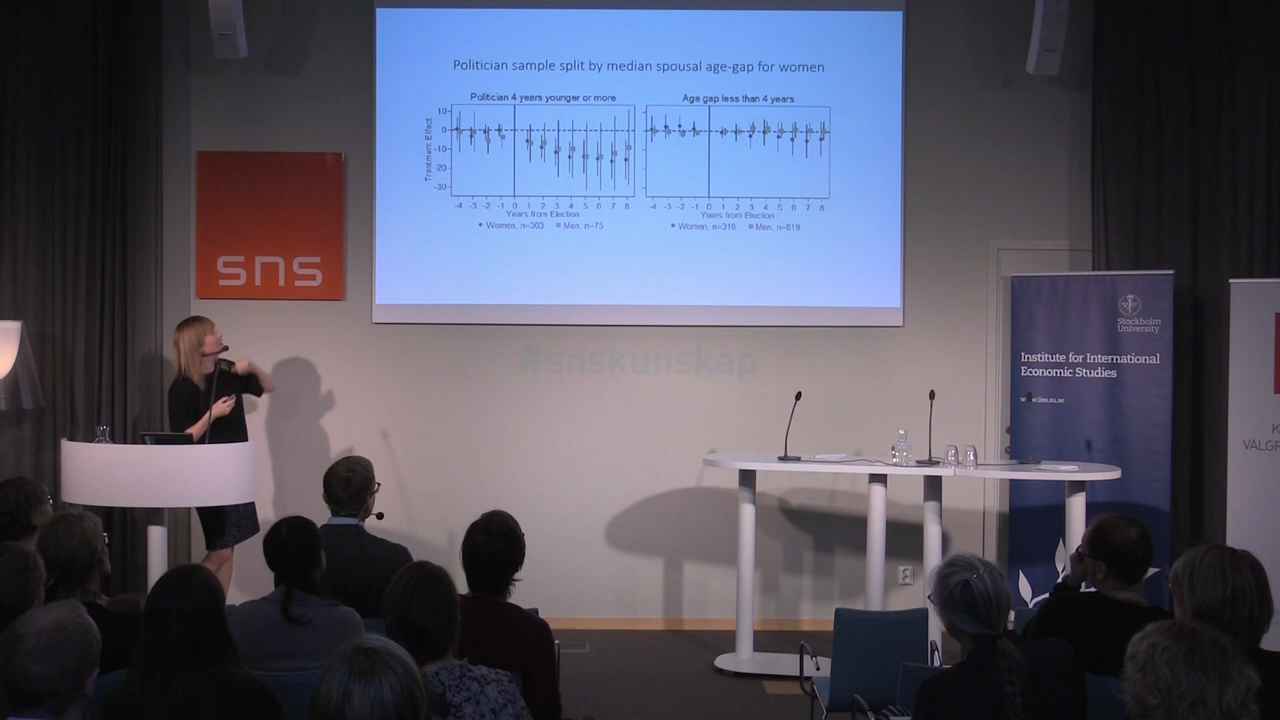 Politician sample split by median spousal age-gap for women
Politician 4 years younger or more
Age gap less than 4 years
Treatment Effect
10
0
-10
-20
-30
-4 -3 -2 -1 0 1 2 3 4 5 6 7 8
-4 -3 -2 -1 0 1 2 3 4 5 6 7 8
Years from Election
Years from Election
Women, n=303 Men, n=75
Women, n=316 Men, n=619
sns
#snskunskap
Stockholm
University
Institute for International
Economic Studies
K
VÄLGR